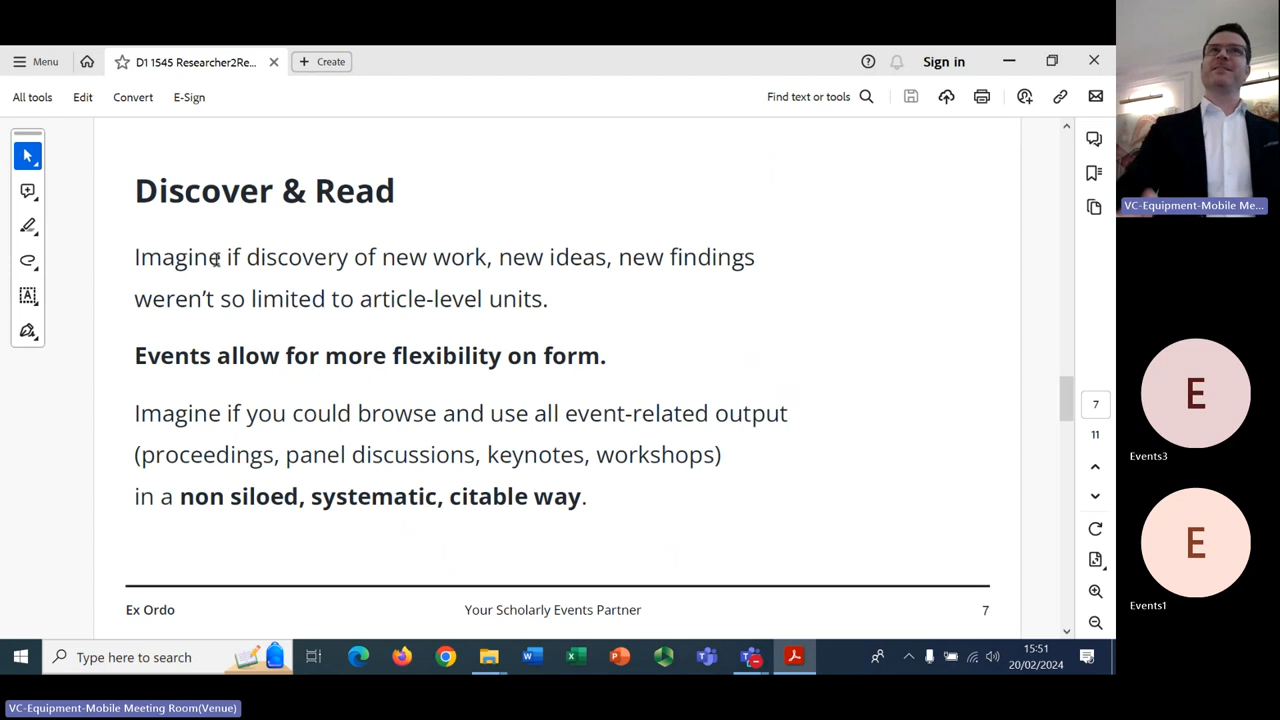 Menu
D1 1545 Researcher2Re...
Create
Sign in
All tools
Edit
Convert
E-Sign
Find text or tools
Discover & Read
Imagine if discovery of new work, new ideas, new findings
weren't so limited to article-level units.
Events allow for more flexibility on form.
Imagine if you could browse and use all event-related output
(proceedings, panel discussions, keynotes, workshops)
in a non siloed, systematic, citable way.
Ex Ordo
Your Scholarly Events Partner
7
7
11
VC-Equipment-Mobile Me...
E
Events3
E
Events1
Type here to search
15:51
20/02/2024
VC-Equipment-Mobile Meeting Room(Venue)